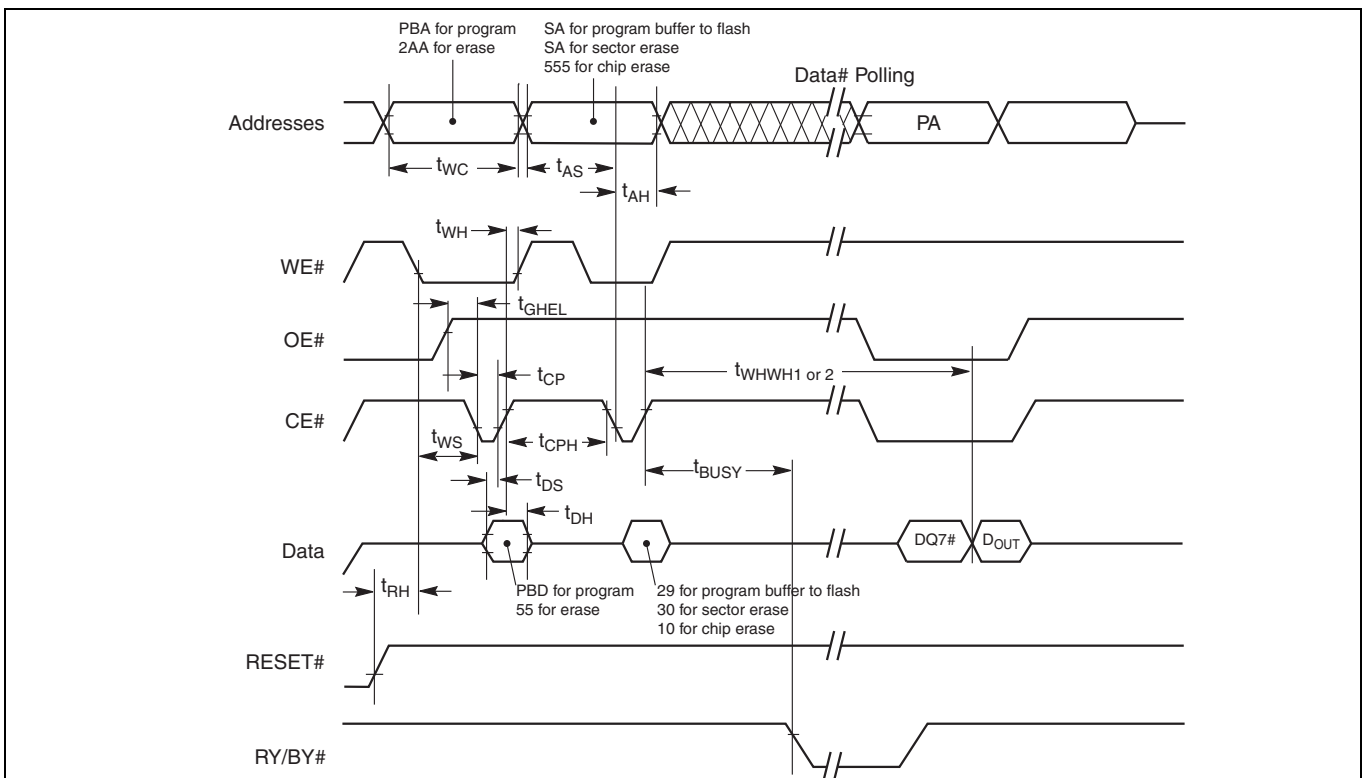 PBA for program
2AA for erase
SA for program buffer to flash
SA for sector erase
555 for chip erase
Data# Polling
Addresses
PA
tWC
tAS
tAH
tWH
WE#
tGHEL
OE#
tCP
tWHWH1 or 2
CE#
tWS
tCPH
tBUSY
tDS
tDH
Data
DQ7#
DOUT
tRH
PBD for program
55 for erase
29 for program buffer to flash
30 for sector erase
10 for chip erase
RESET#
RY/BY#